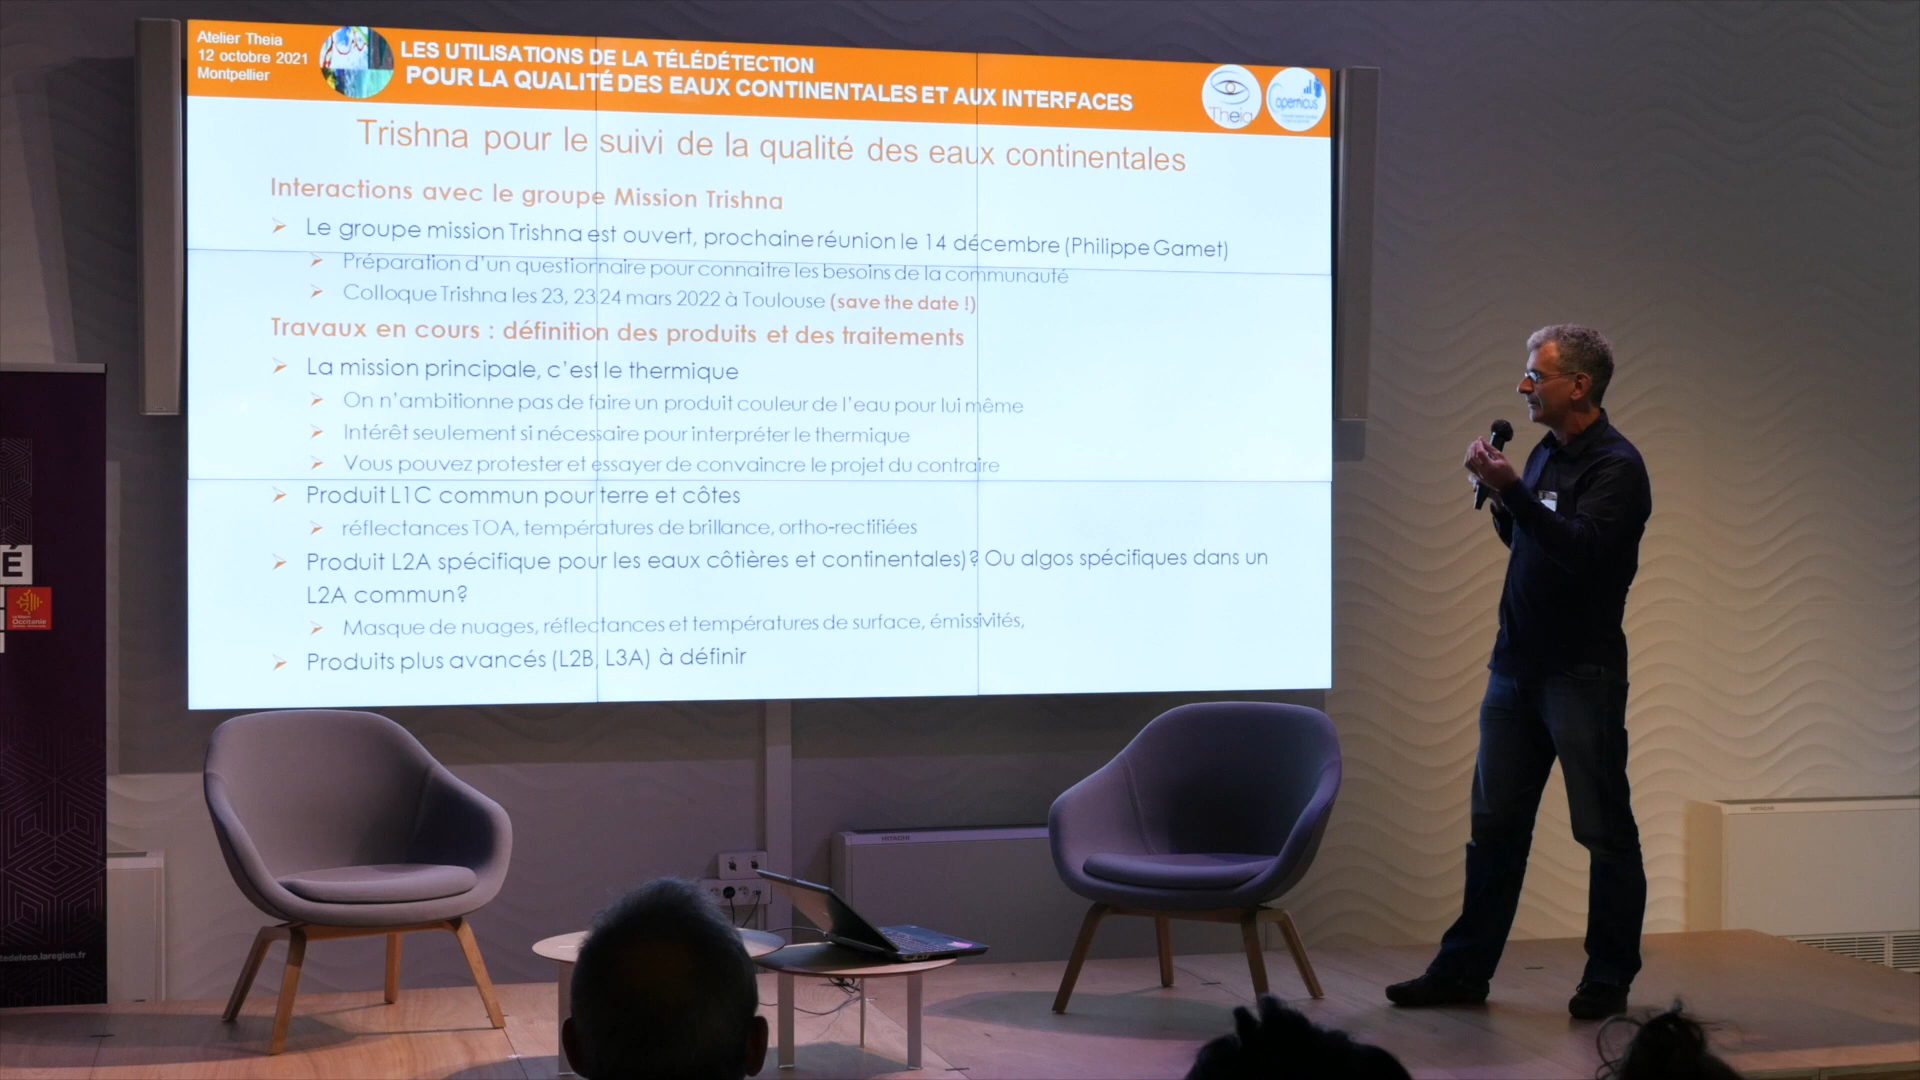 Atelier Theia
12 octobre 2021
Montpellier
LES UTILISATIONS DE LA TÉLÉDÉTECTION
POUR LA QUALITÉ DES EAUX CONTINENTALES ET AUX INTERFACES
Theia
opernicus
Trishna pour le suivi de la qualité des eaux continentales
Interactions avec le groupe Mission Trishna
Le groupe mission Trishna est ouvert, prochaine réunion le 14 décembre (Philippe Gamet)
Préparation d'un questionnaire pour connaitre les besoins de la communauté
Colloque Trishna les 23, 23 24 mars 2022 à Toulouse (save the date !)
Travaux en cours : définition des produits et des traitements
La mission principale, c'est le thermique
On n'ambitionne pas de faire un produit couleur de l'eau pour lui même
Intérêt seulement si nécessaire pour interpréter le thermique
Vous pouvez protester et essayer de convaincre le projet du contraire
Produit L1C commun pour terre et côtes
réflectances TOA, températures de brillance, ortho-rectifiées
Produit L2A spécifique pour les eaux côtières et continentales)? Ou algos spécifiques dans un
L2A commun?
Masque de nuages, réflectances et températures de surface, émissivités,
Produits plus avancés (L2B, L3A) à définir
É
Occitanie
tedeleco.laregion.fr
HITACHI
HITACHI